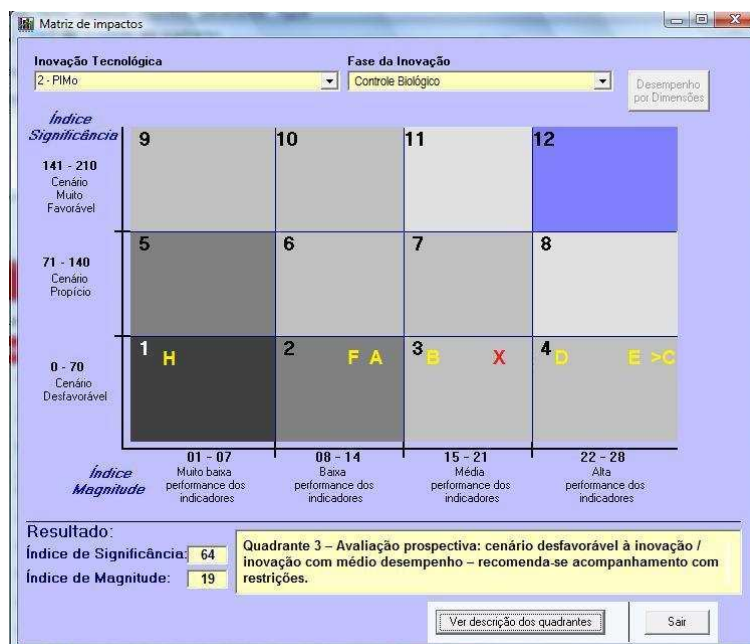 Matriz de impactos
Inovação Tecnológica
Fase da Inovação
2 - PIMo
Controle Biológico
Desempenho
por Dimensões
Índice
Significância
9
10
11
12
141 - 210
Cenário
Muito
Favorável
5
6
7
8
71 - 140
Cenário
Propício
1
H
2
F A
3
B
X
4
D
E >C
0 - 70
Cenário
Desfavorável
Índice
Magnitude
01 - 07
Muito baixa
performance dos
indicadores
08 - 14
Baixa
performance dos
indicadores
15 - 21
Média
performance dos
indicadores
22 - 28
Alta
performance dos
indicadores
Resultado:
Índice de Significância: 64
Índice de Magnitude: 19
Quadrante 3 – Avaliação prospectiva: cenário desfavorável à inovação /
inovação com médio desempenho – recomenda-se acompanhamento com
restrições.
Ver descrição dos quadrantes
Sair